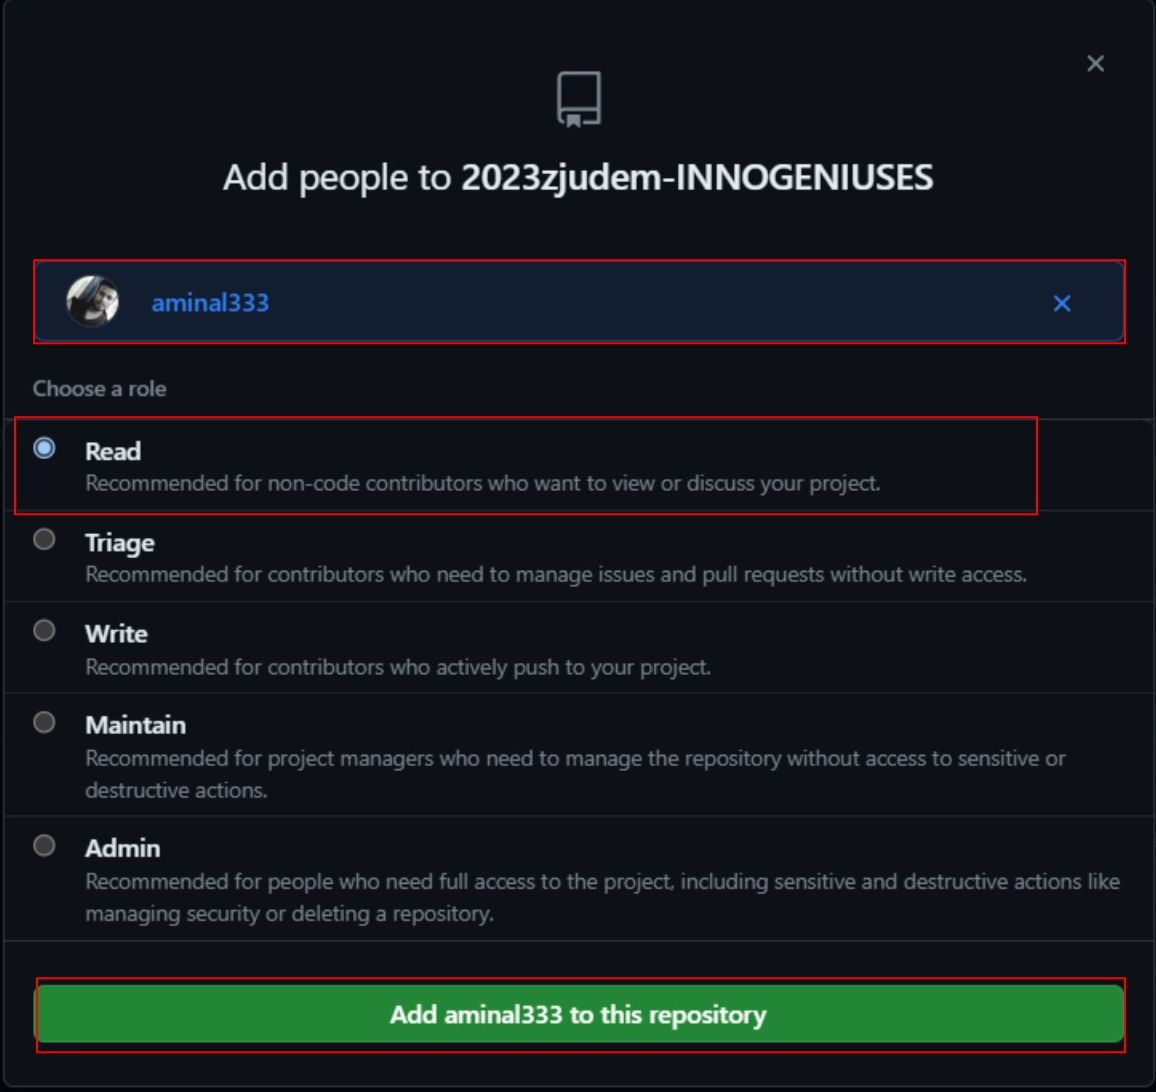 Add people to 2023zjudem-INNOGENIUSES
aminal333
Choose a role
Read
Recommended for non-code contributors who want to view or discuss your project.
Triage
Recommended for contributors who need to manage issues and pull requests without write access.
Write
Recommended for contributors who actively push to your project.
Maintain
Recommended for project managers who need to manage the repository without access to sensitive or
destructive actions.
Admin
Recommended for people who need full access to the project, including sensitive and destructive actions like
managing security or deleting a repository.
Add aminal333 to this repository